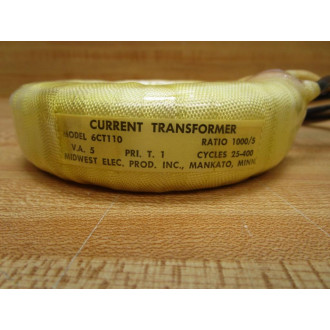 CURRENT TRANSFORMER
MODEL 6CT110 RATIO 1000/5
V.A. 5 PRI. T. 1 CYCLES 25-400
MIDWEST ELEC. PROD. INC., MANKATO, MINN.